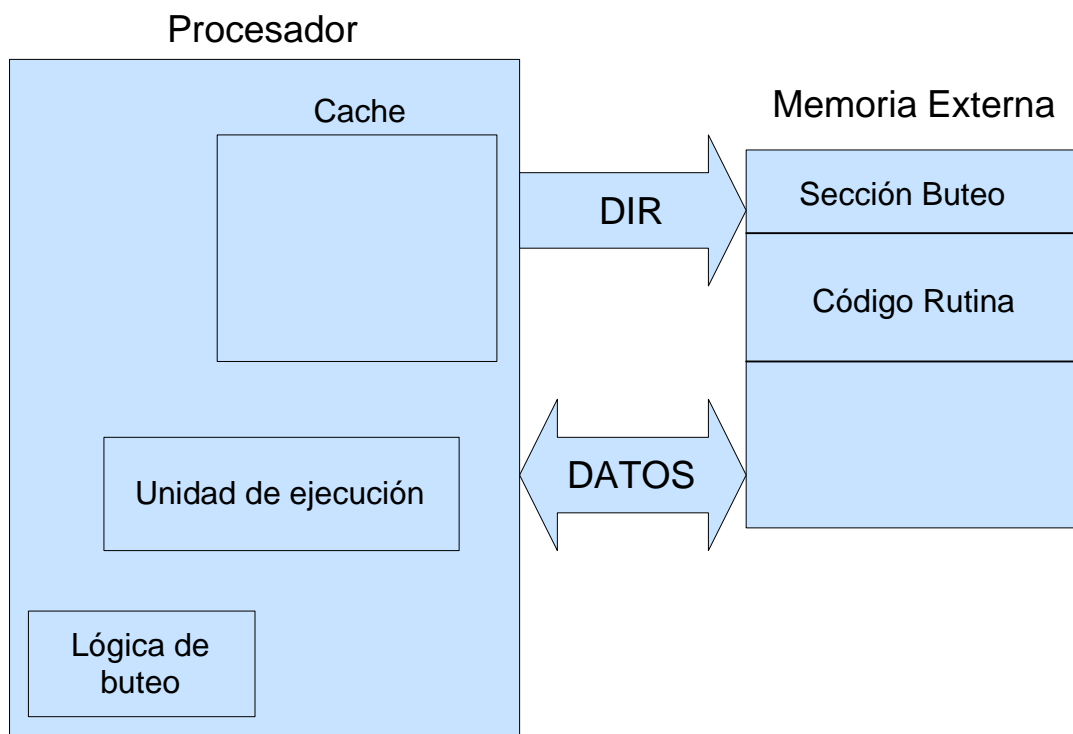 Procesador
Cache
Memoria Externa
DIR
Sección Buteo
Código Rutina
DATOS
Unidad de ejecución
Lógica de
buteo